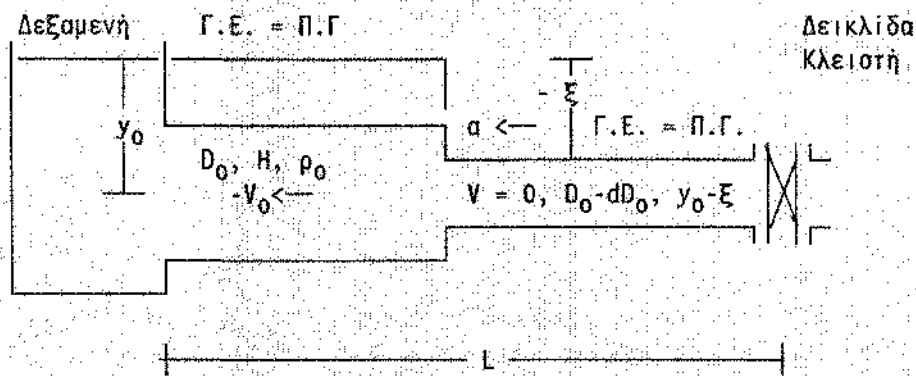 Δεξαμενή Γ.Ε. = Π.Γ Δεικλίδα
Κλειστή
- ξ
y₀ α <— Γ.Ε. = Π.Γ.
D₀, H, ρ₀
-V₀<— V = 0, D₀-dD₀, y₀-ξ
L